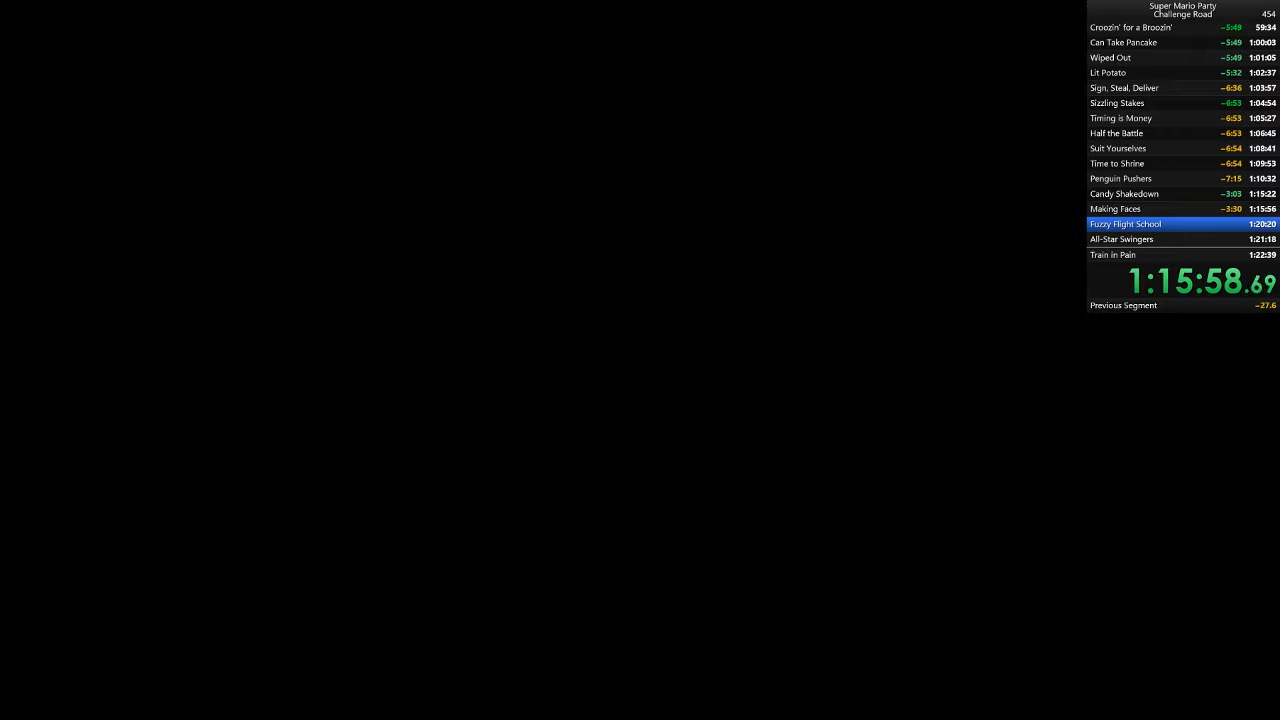 Super Mario Party
Challenge Road 454
Croozin' for a Broozin' −5:49 59:34
Can Take Pancake −5:49 1:00:03
Wiped Out −5:49 1:01:05
Lit Potato −5:32 1:02:37
Sign, Steal, Deliver −6:36 1:03:57
Sizzling Stakes −6:53 1:04:54
Timing is Money −6:53 1:05:27
Half the Battle −6:53 1:06:45
Suit Yourselves −6:54 1:08:41
Time to Shrine −6:54 1:09:53
Penguin Pushers −7:15 1:10:32
Candy Shakedown −3:03 1:15:22
Making Faces −3:30 1:15:56
Fuzzy Flight School 1:20:20
All-Star Swingers 1:21:18
Train in Pain 1:22:39
1:15:58.69
Previous Segment −27.6